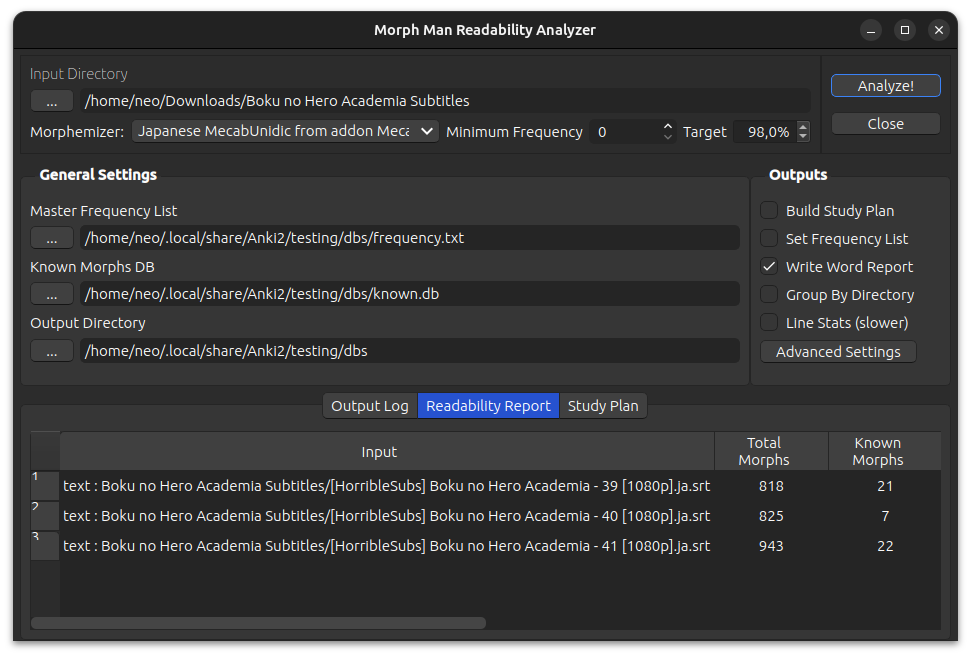 Morph Man Readability Analyzer
Input Directory
... /home/neo/Downloads/Boku no Hero Academia Subtitles
Analyze!
Morphemizer: Japanese MecabUnidic from addon Meca Minimum Frequency 0 Target 98,0%
Close
General Settings
Master Frequency List
... /home/neo/.local/share/Anki2/testing/dbs/frequency.txt
Known Morphs DB
... /home/neo/.local/share/Anki2/testing/dbs/known.db
Output Directory
... /home/neo/.local/share/Anki2/testing/dbs
Outputs
Build Study Plan
Set Frequency List
Write Word Report
Group By Directory
Line Stats (slower)
Advanced Settings
Output Log Readability Report Study Plan
Input Total Morphs Known Morphs
1 text : Boku no Hero Academia Subtitles/[HorribleSubs] Boku no Hero Academia - 39 [1080p].ja.srt 818 21
2 text : Boku no Hero Academia Subtitles/[HorribleSubs] Boku no Hero Academia - 40 [1080p].ja.srt 825 7
3 text : Boku no Hero Academia Subtitles/[HorribleSubs] Boku no Hero Academia - 41 [1080p].ja.srt 943 22